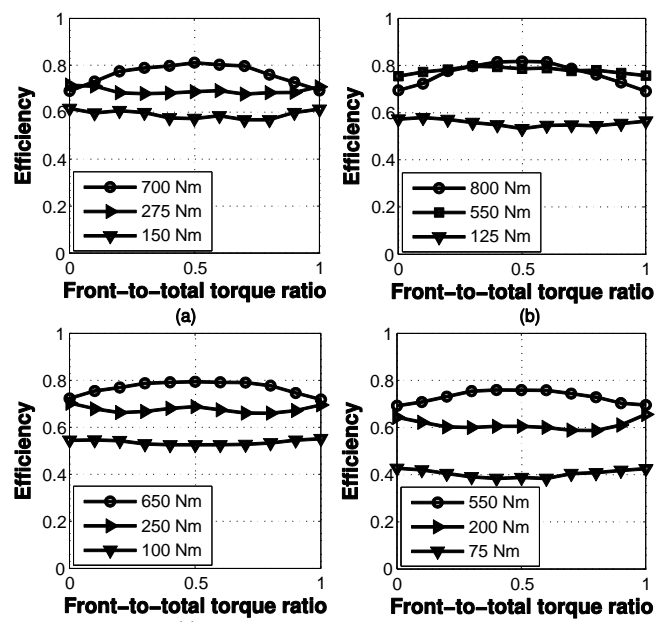 1
0.8
0.6
0.4
0.2
0
Efficiency
700 Nm
275 Nm
150 Nm
0
0.5
1
Front−to−total torque ratio
(a)
1
0.8
0.6
0.4
0.2
0
Efficiency
800 Nm
550 Nm
125 Nm
0
0.5
1
Front−to−total torque ratio
(b)
1
0.8
0.6
0.4
0.2
0
Efficiency
650 Nm
250 Nm
100 Nm
0
0.5
1
Front−to−total torque ratio
1
0.8
0.6
0.4
0.2
0
Efficiency
550 Nm
200 Nm
75 Nm
0
0.5
1
Front−to−total torque ratio